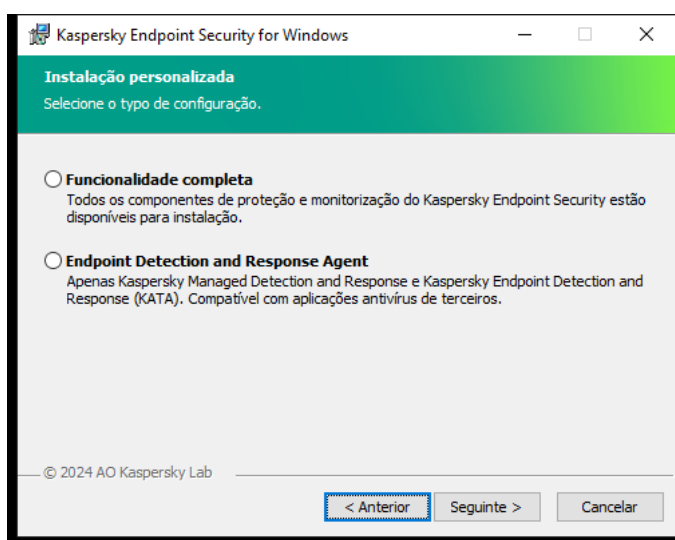 Kaspersky Endpoint Security for Windows
Instalação personalizada
Selecione o typo de configuração.
Funcionalidade completa
Todos os componentes de proteção e monitorização do Kaspersky Endpoint Security estão
disponíveis para instalação.
Endpoint Detection and Response Agent
Apenas Kaspersky Managed Detection and Response e Kaspersky Endpoint Detection and
Response (KATA). Compatível com aplicações antivírus de terceiros.
© 2024 AO Kaspersky Lab
< Anterior
Seguinte >
Cancelar